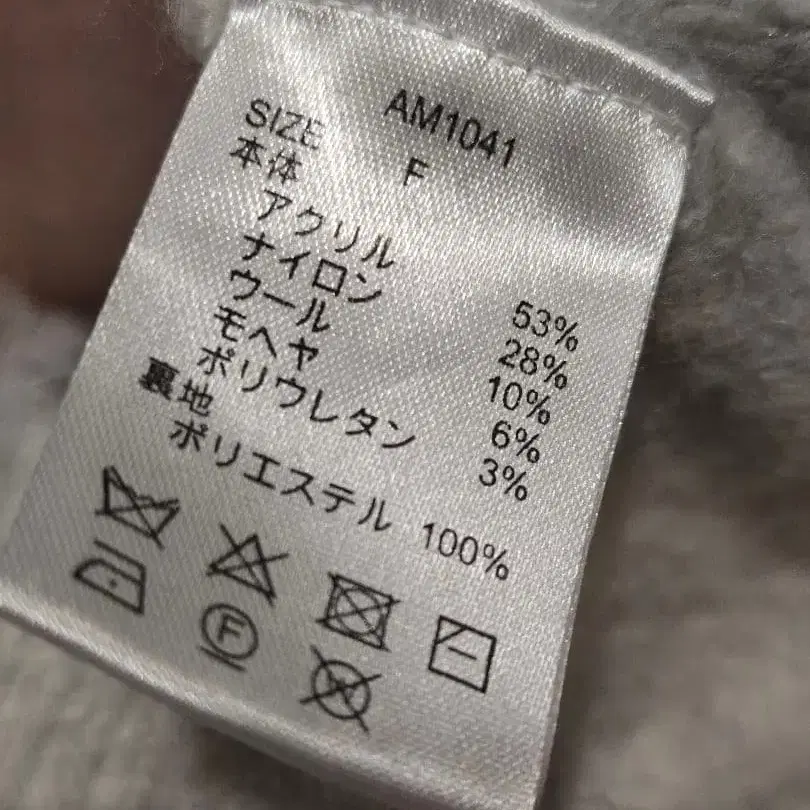 AM1041
SIZE F
本体
アクリル 53%
ナイロン 28%
ウール 10%
モヘヤ 6%
ポリウレタン 3%
裏地
ポリエステル 100%
F